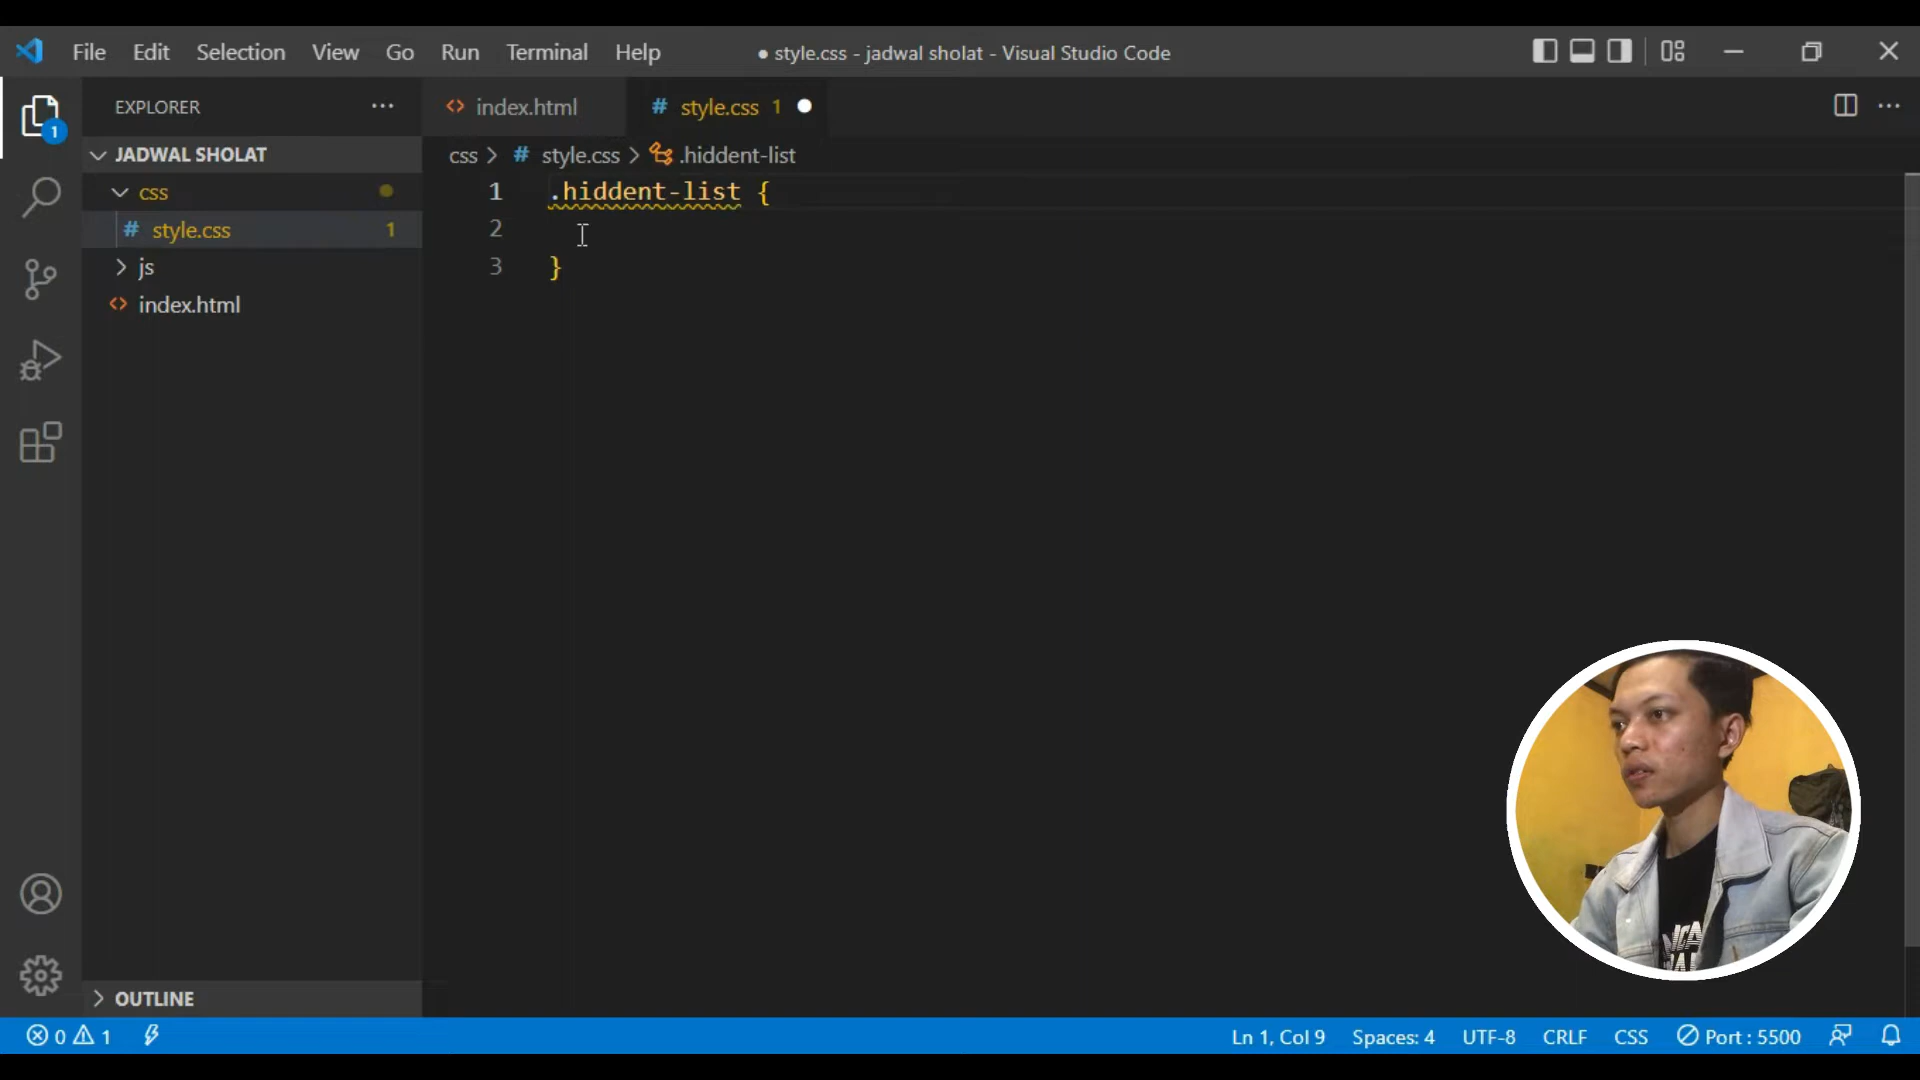 File Edit Selection View Go Run Terminal Help ● style.css - jadwal sholat - Visual Studio Code
EXPLORER ··· <> index.html # style.css 1 ●
JADWAL SHOLAT
css > # style.css > .hiddent-list
css
# style.css 1
js
<> index.html
1 .hiddent-list {
2
3 }
1
OUTLINE
0 1 Ln 1, Col 9 Spaces: 4 UTF-8 CRLF CSS Port : 5500